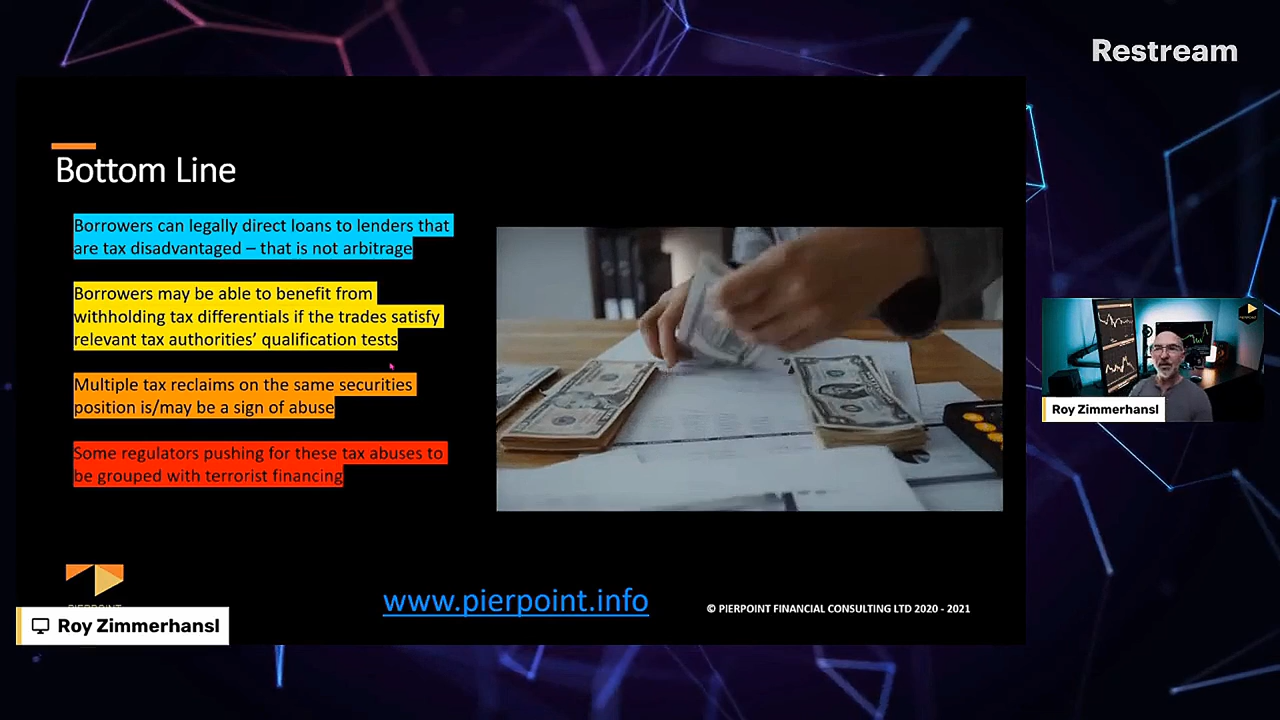 Restream
Bottom Line
Borrowers can legally direct loans to lenders that
are tax disadvantaged – that is not arbitrage
Borrowers may be able to benefit from
withholding tax differentials if the trades satisfy
relevant tax authorities’ qualification tests
Multiple tax reclaims on the same securities
position is/may be a sign of abuse
Some regulators pushing for these tax abuses to
be grouped with terrorist financing
Roy Zimmerhansl
www.pierpoint.info
© PIERPOINT FINANCIAL CONSULTING LTD 2020 - 2021
Roy Zimmerhansl